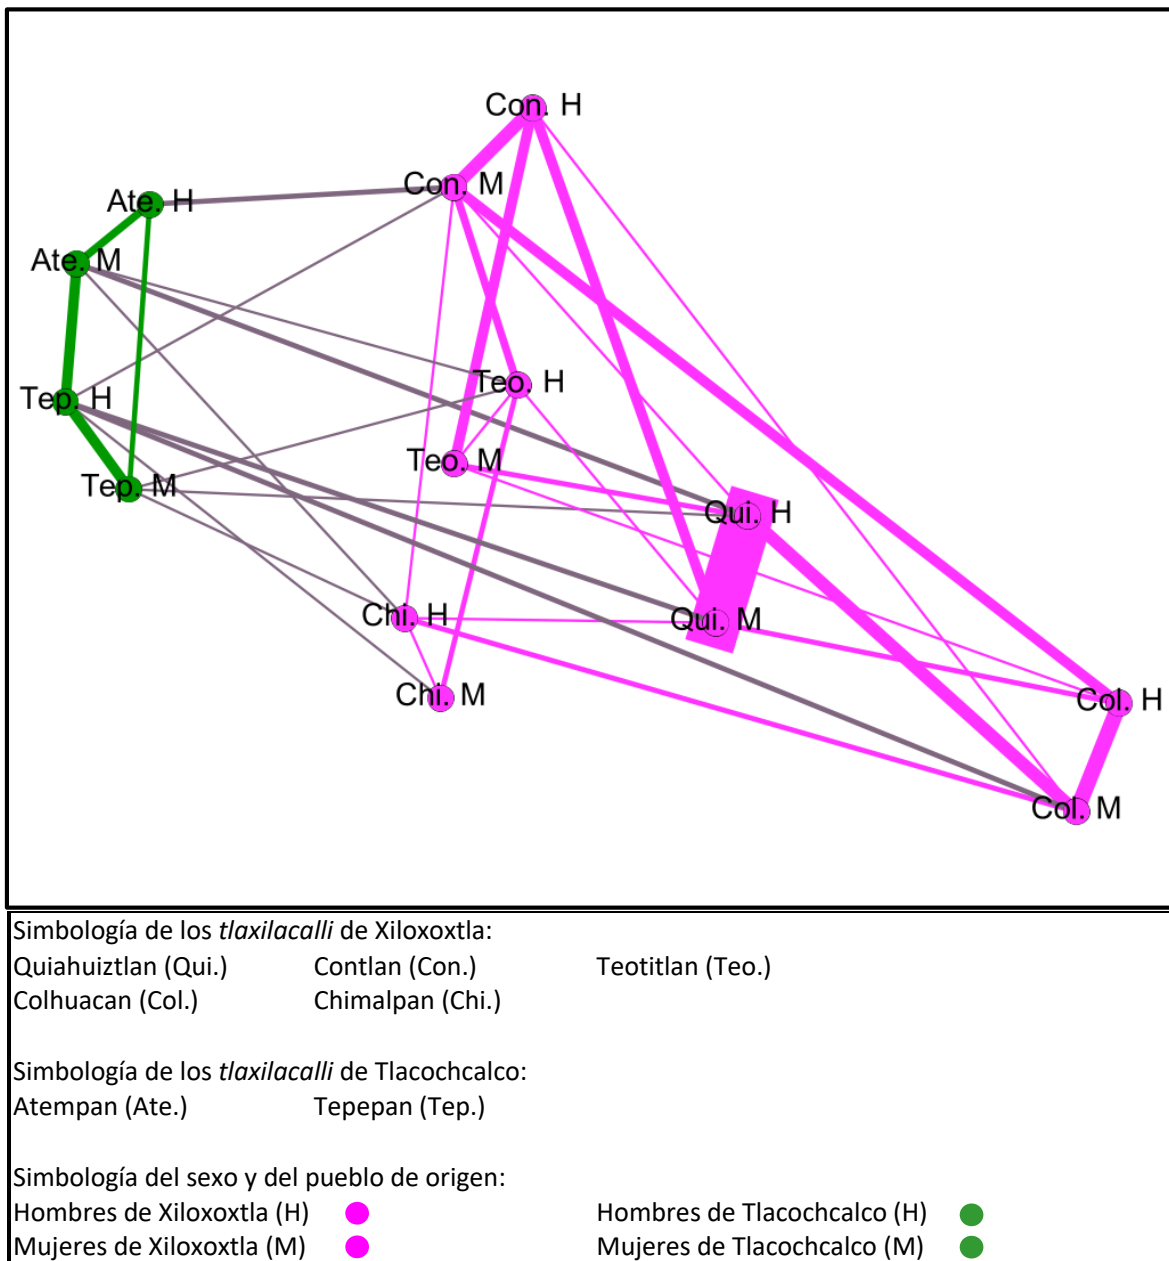 Con. H
Con. M
Ate. H
Ate. M
Teo. H
Tep. H
Teo. M
Tep. M
Qui. H
Chi. H
Qui. M
Chi. M
Col. H
Col. M
Simbología de los tlaxilacalli de Xiloxoxtla:
Quiahuiztlan (Qui.) Contlan (Con.) Teotitlan (Teo.)
Colhuacan (Col.) Chimalpan (Chi.)
Simbología de los tlaxilacalli de Tlacochcalco:
Atempan (Ate.) Tepepan (Tep.)
Simbología del sexo y del pueblo de origen:
Hombres de Xiloxoxtla (H) Hombres de Tlacochcalco (H)
Mujeres de Xiloxoxtla (M) Mujeres de Tlacochcalco (M)